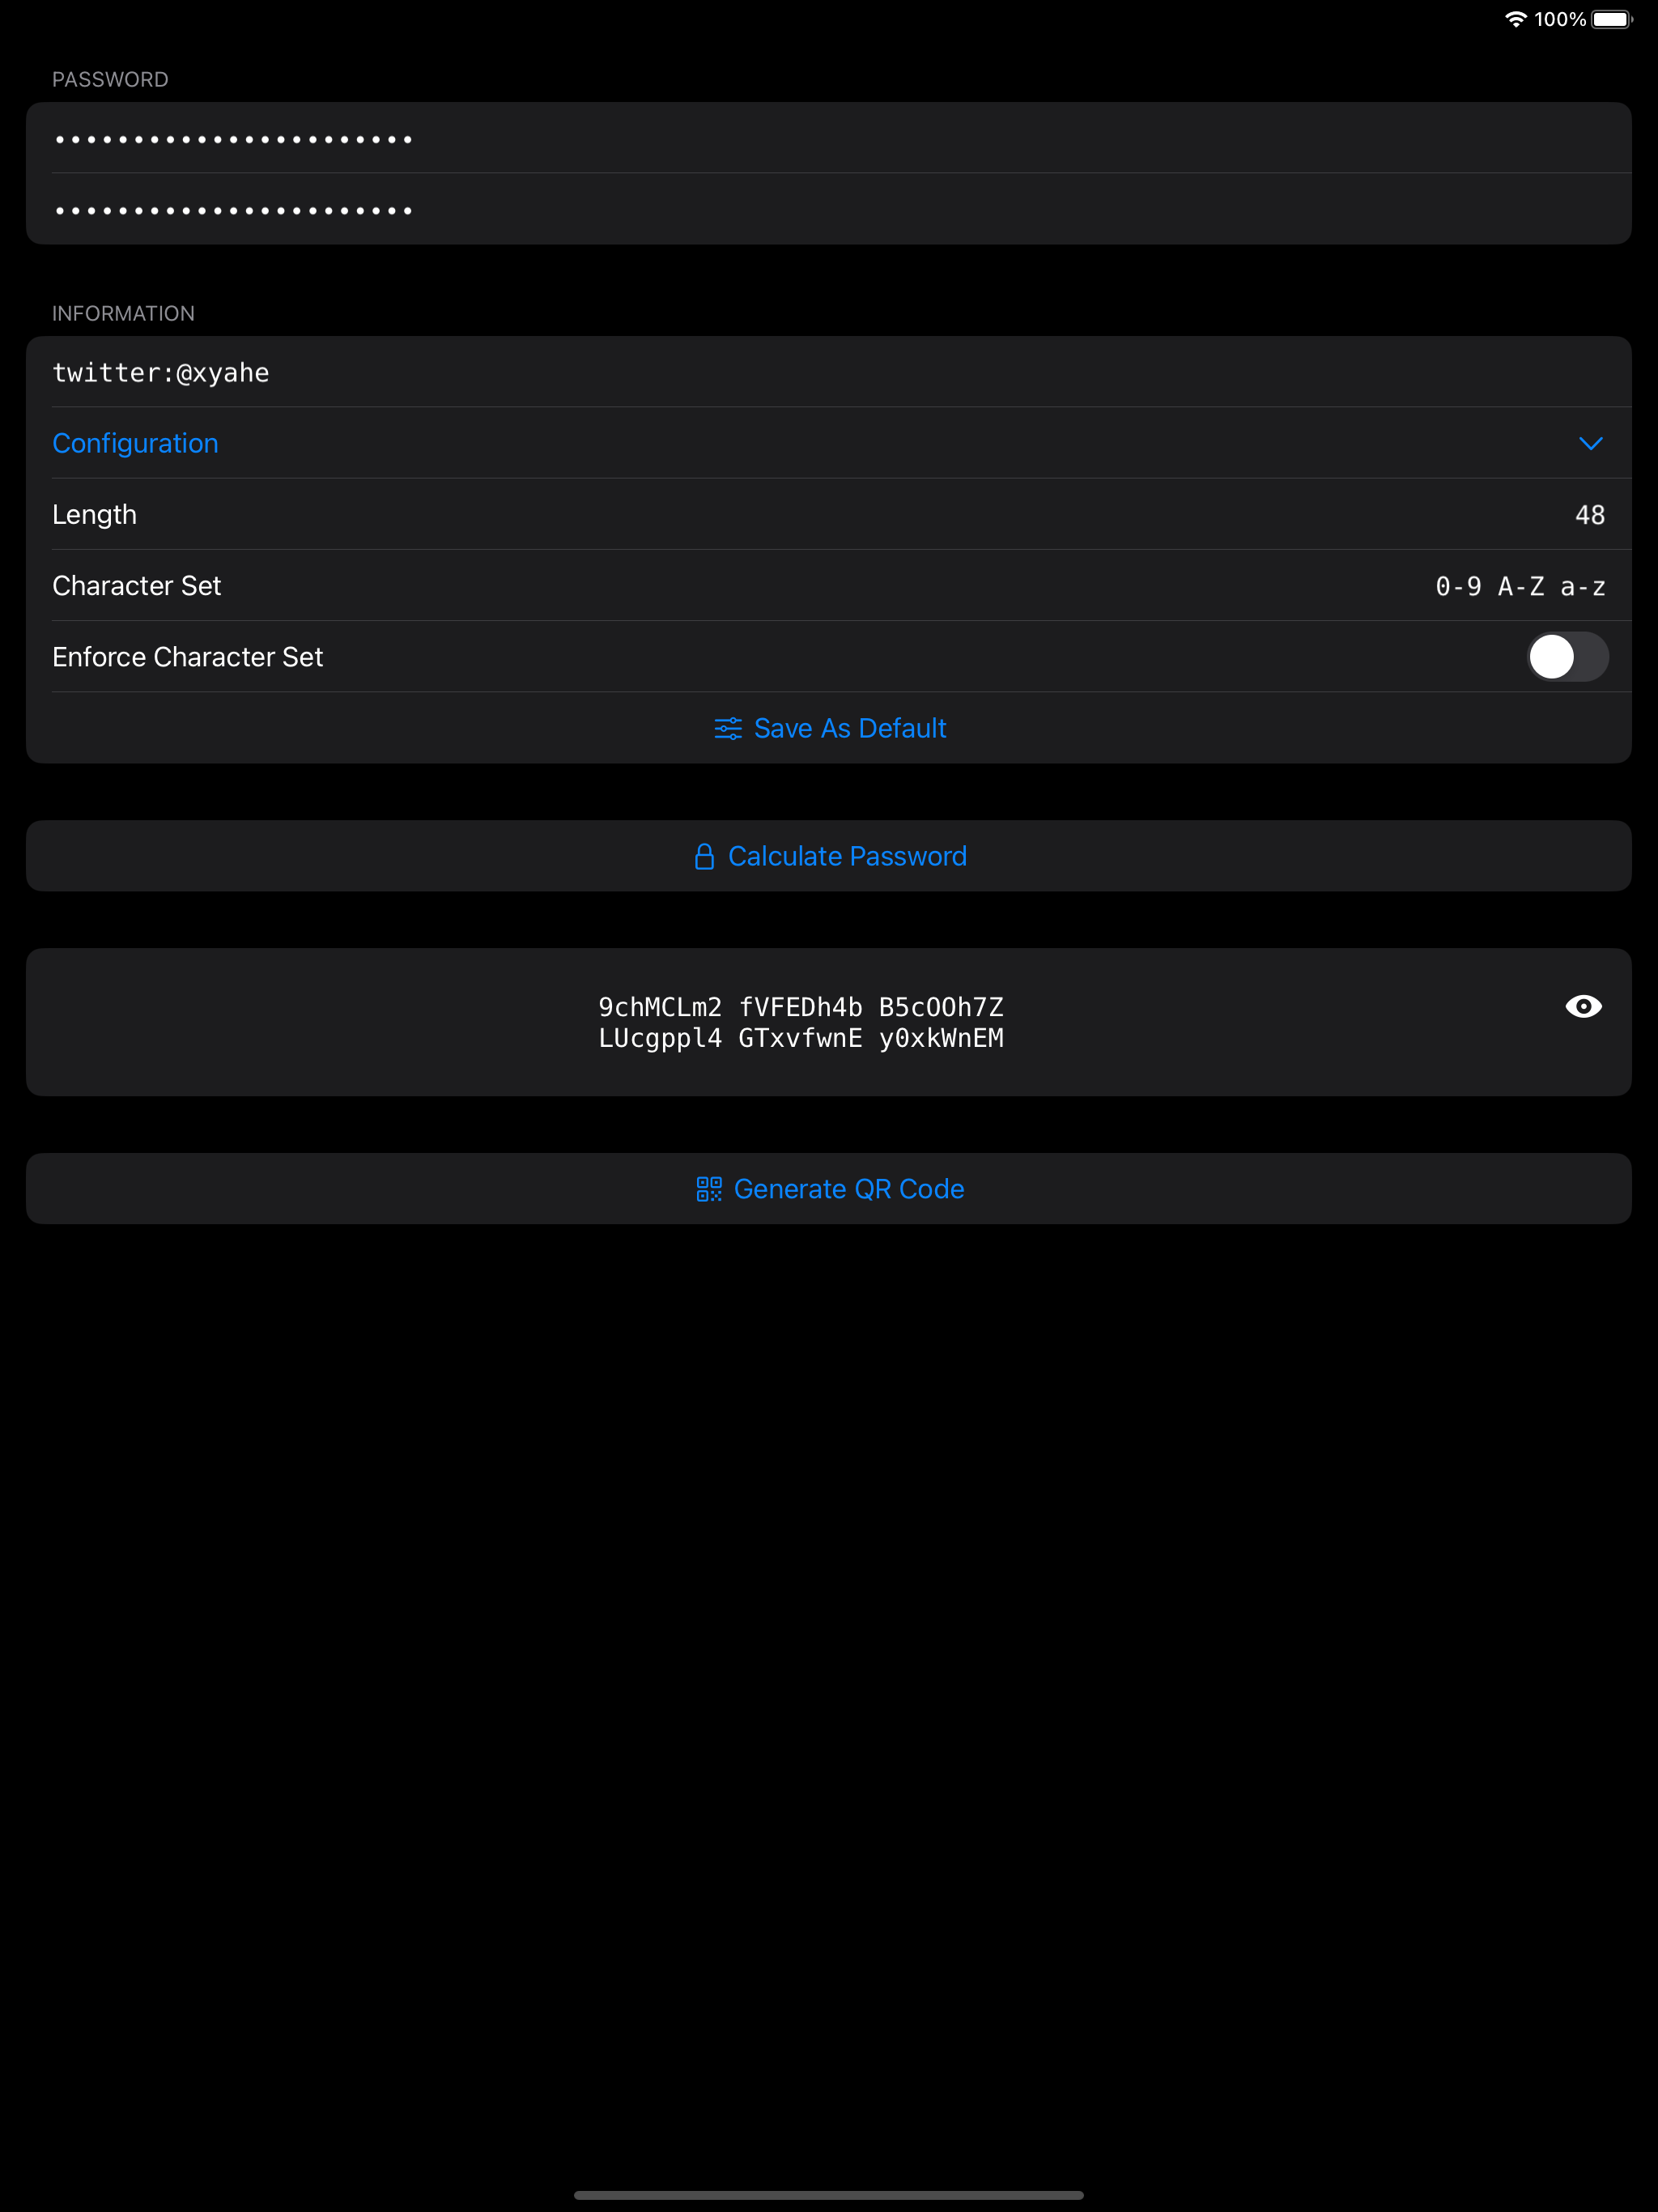 100%
PASSWORD
•••••••••••••••••••••••
•••••••••••••••••••••••
INFORMATION
twitter:@xyahe
Configuration
Length 48
Character Set 0-9 A-Z a-z
Enforce Character Set
Save As Default
Calculate Password
9chMCLm2 fVFEDh4b B5cOOh7Z
LUcgppl4 GTxvfwnE y0xkWnEM
Generate QR Code